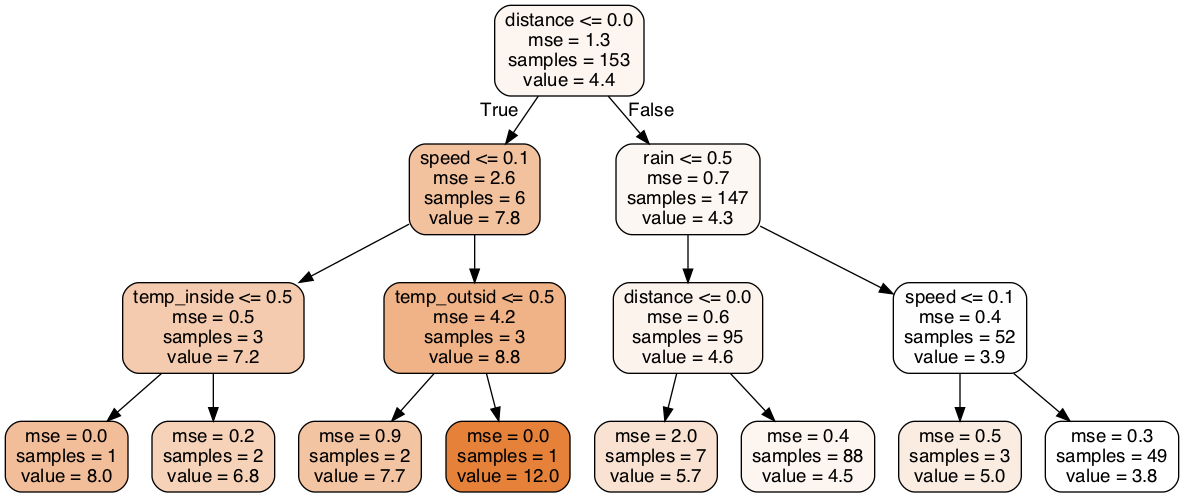 distance <= 0.0
mse = 1.3
samples = 153
value = 4.4
True
False
speed <= 0.1
mse = 2.6
samples = 6
value = 7.8
rain <= 0.5
mse = 0.7
samples = 147
value = 4.3
temp_inside <= 0.5
mse = 0.5
samples = 3
value = 7.2
temp_outsid <= 0.5
mse = 4.2
samples = 3
value = 8.8
distance <= 0.0
mse = 0.6
samples = 95
value = 4.6
speed <= 0.1
mse = 0.4
samples = 52
value = 3.9
mse = 0.0
samples = 1
value = 8.0
mse = 0.2
samples = 2
value = 6.8
mse = 0.9
samples = 2
value = 7.7
mse = 0.0
samples = 1
value = 12.0
mse = 2.0
samples = 7
value = 5.7
mse = 0.4
samples = 88
value = 4.5
mse = 0.5
samples = 3
value = 5.0
mse = 0.3
samples = 49
value = 3.8